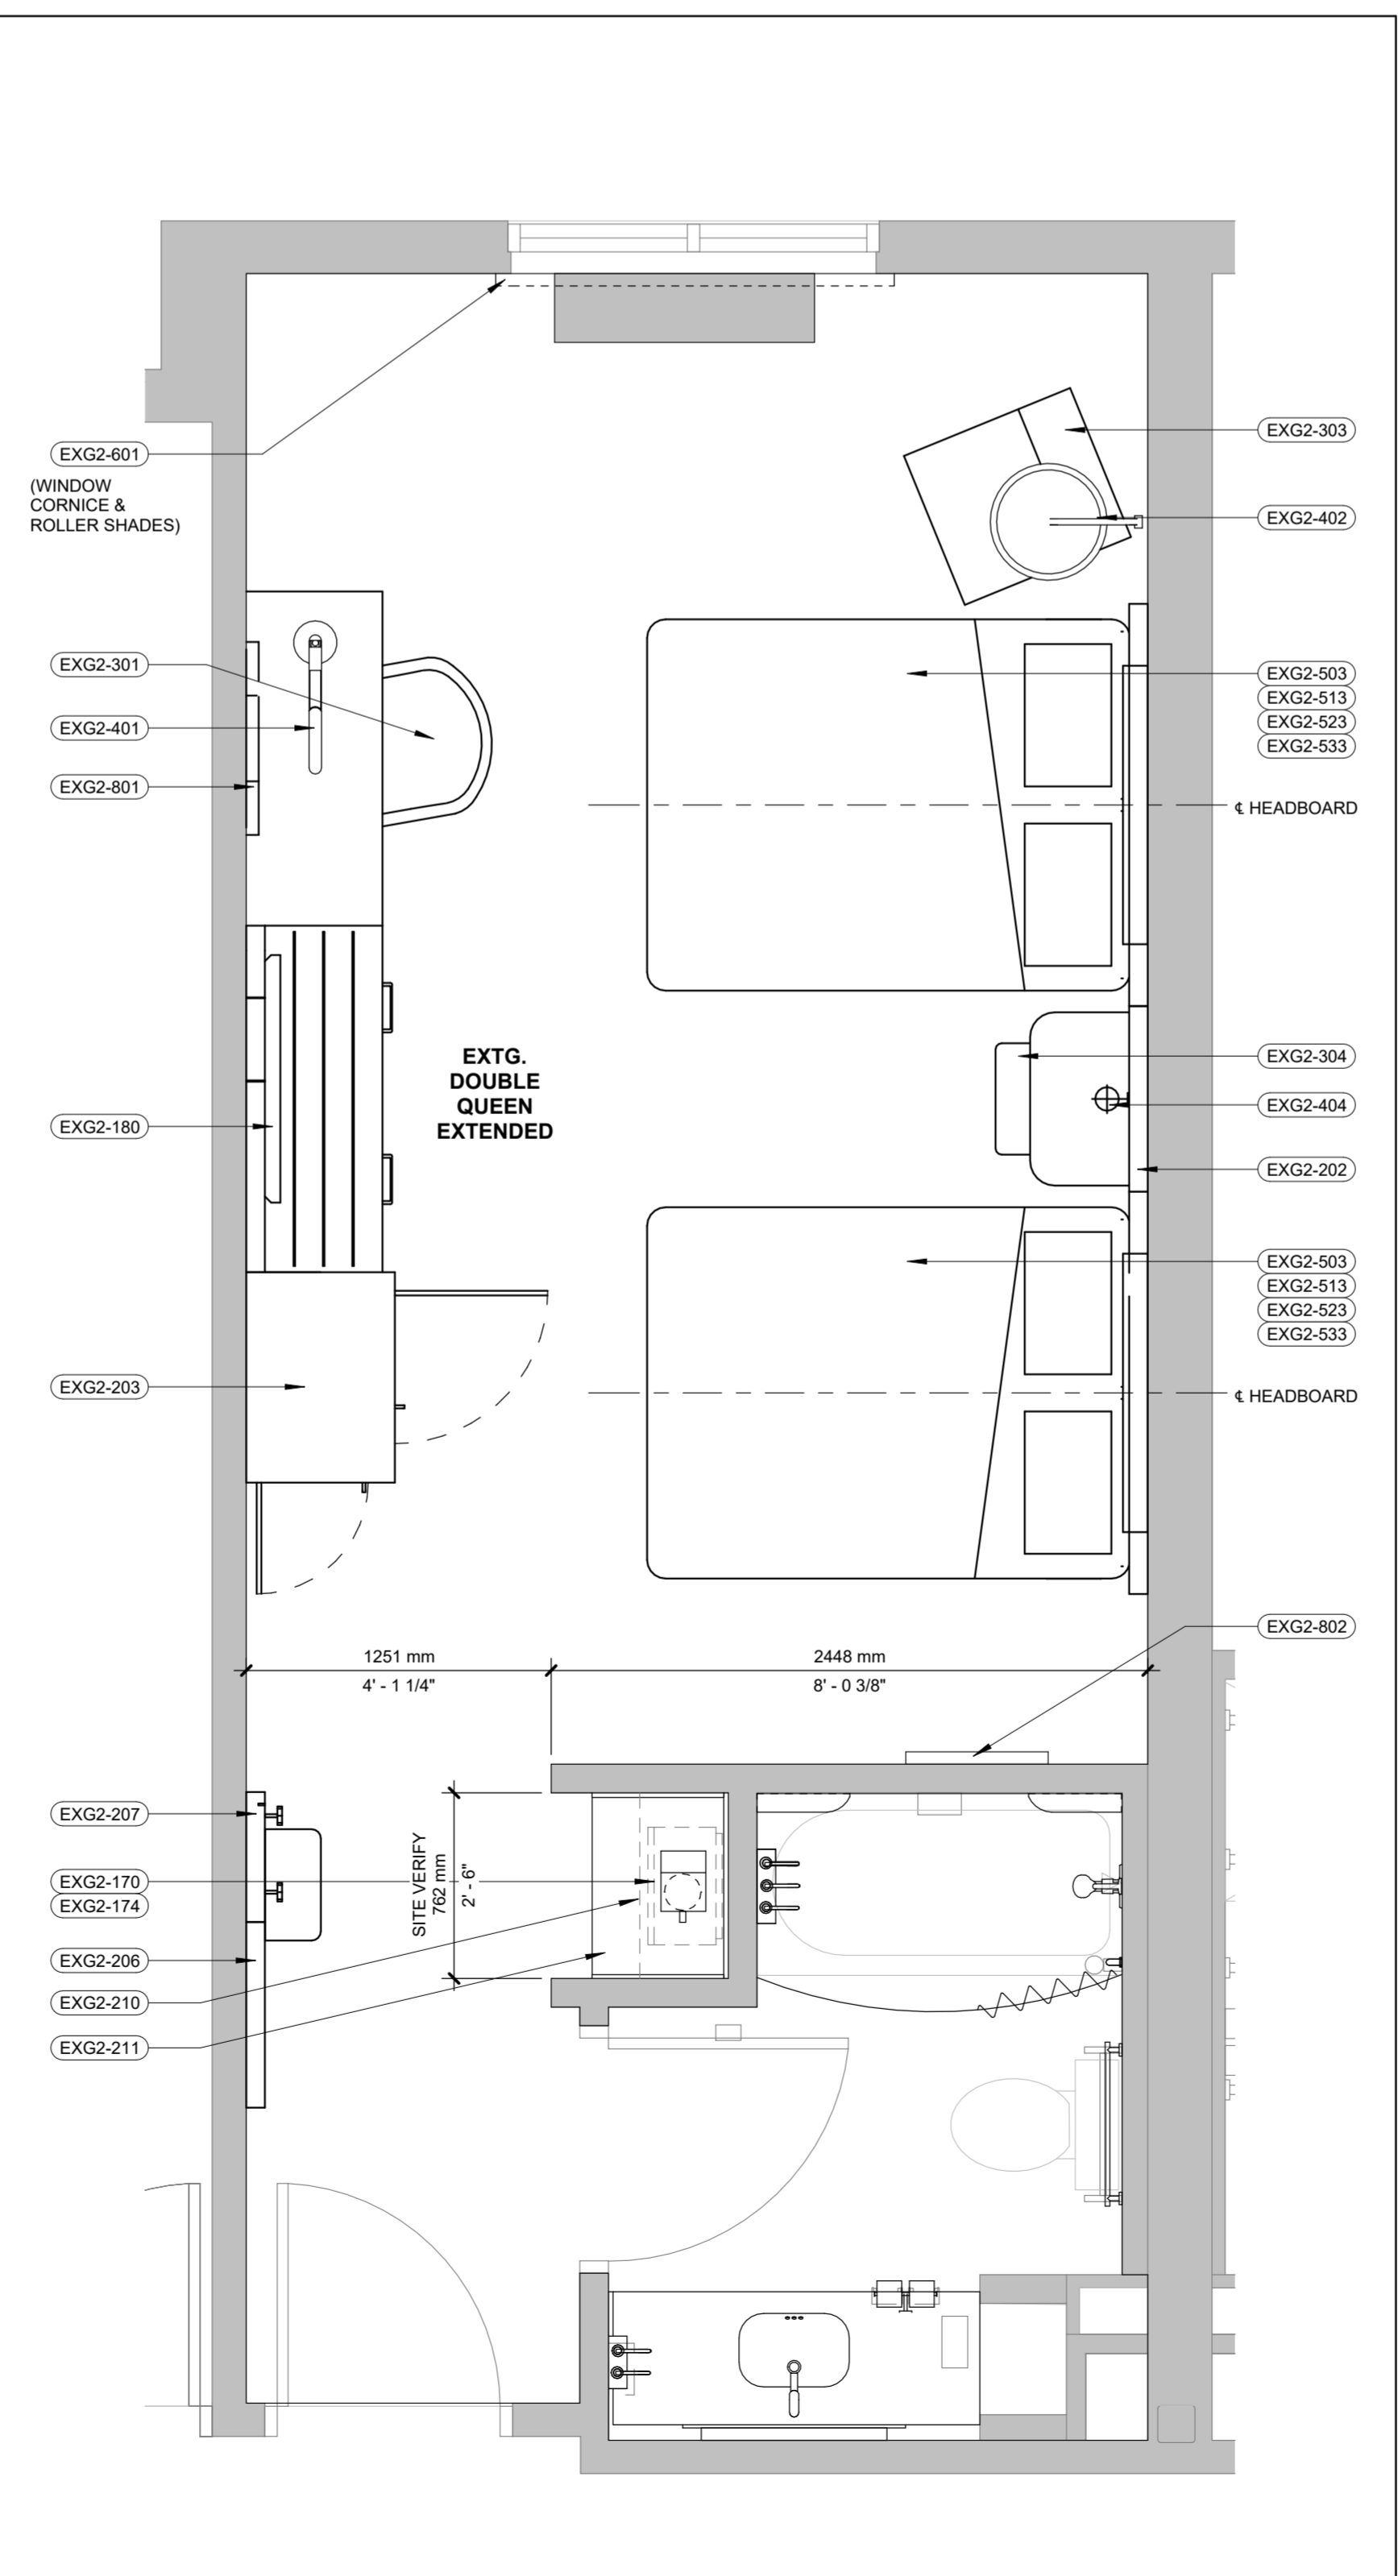 EXG2-601
(WINDOW
CORNICE &
ROLLER SHADES)
EXG2-303
EXG2-402
EXG2-301
EXG2-401
EXG2-801
EXG2-503
EXG2-513
EXG2-523
EXG2-533
℄ HEADBOARD
EXTG.
DOUBLE
QUEEN
EXTENDED
EXG2-180
EXG2-304
EXG2-404
EXG2-202
EXG2-503
EXG2-513
EXG2-523
EXG2-533
EXG2-203
℄ HEADBOARD
EXG2-802
1251 mm
4' - 1 1/4"
2448 mm
8' - 0 3/8"
EXG2-207
EXG2-170
EXG2-174
EXG2-206
EXG2-210
EXG2-211
SITE VERIFY
762 mm
2' - 6"